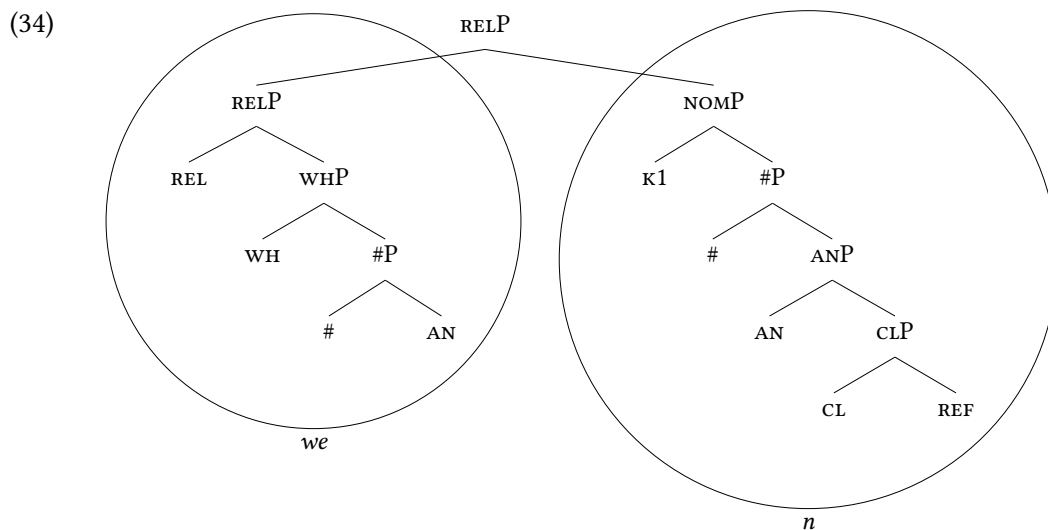 (34) RELP
RELP NOMP
REL WHP K1 #P
WH #P # ANP
# AN AN CLP
CL REF
we
n